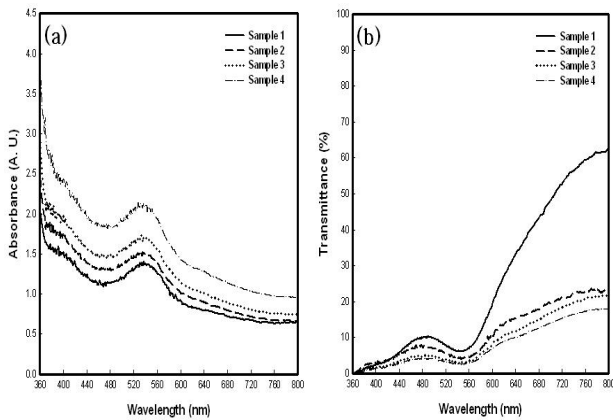 (a)
Sample 1
Sample 2
Sample 3
Sample 4
4.5
4.0
3.5
3.0
2.5
2.0
1.5
1.0
0.5
0.0
Absorbance (A. U.)
360 400 440 480 520 560 600 640 680 720 760 800
Wavelength (nm)
(b)
Sample 1
Sample 2
Sample 3
Sample 4
100
90
80
70
60
50
40
30
20
10
0
Transmittance (%)
360 400 440 480 520 560 600 640 680 720 760 800
Wavelength (nm)